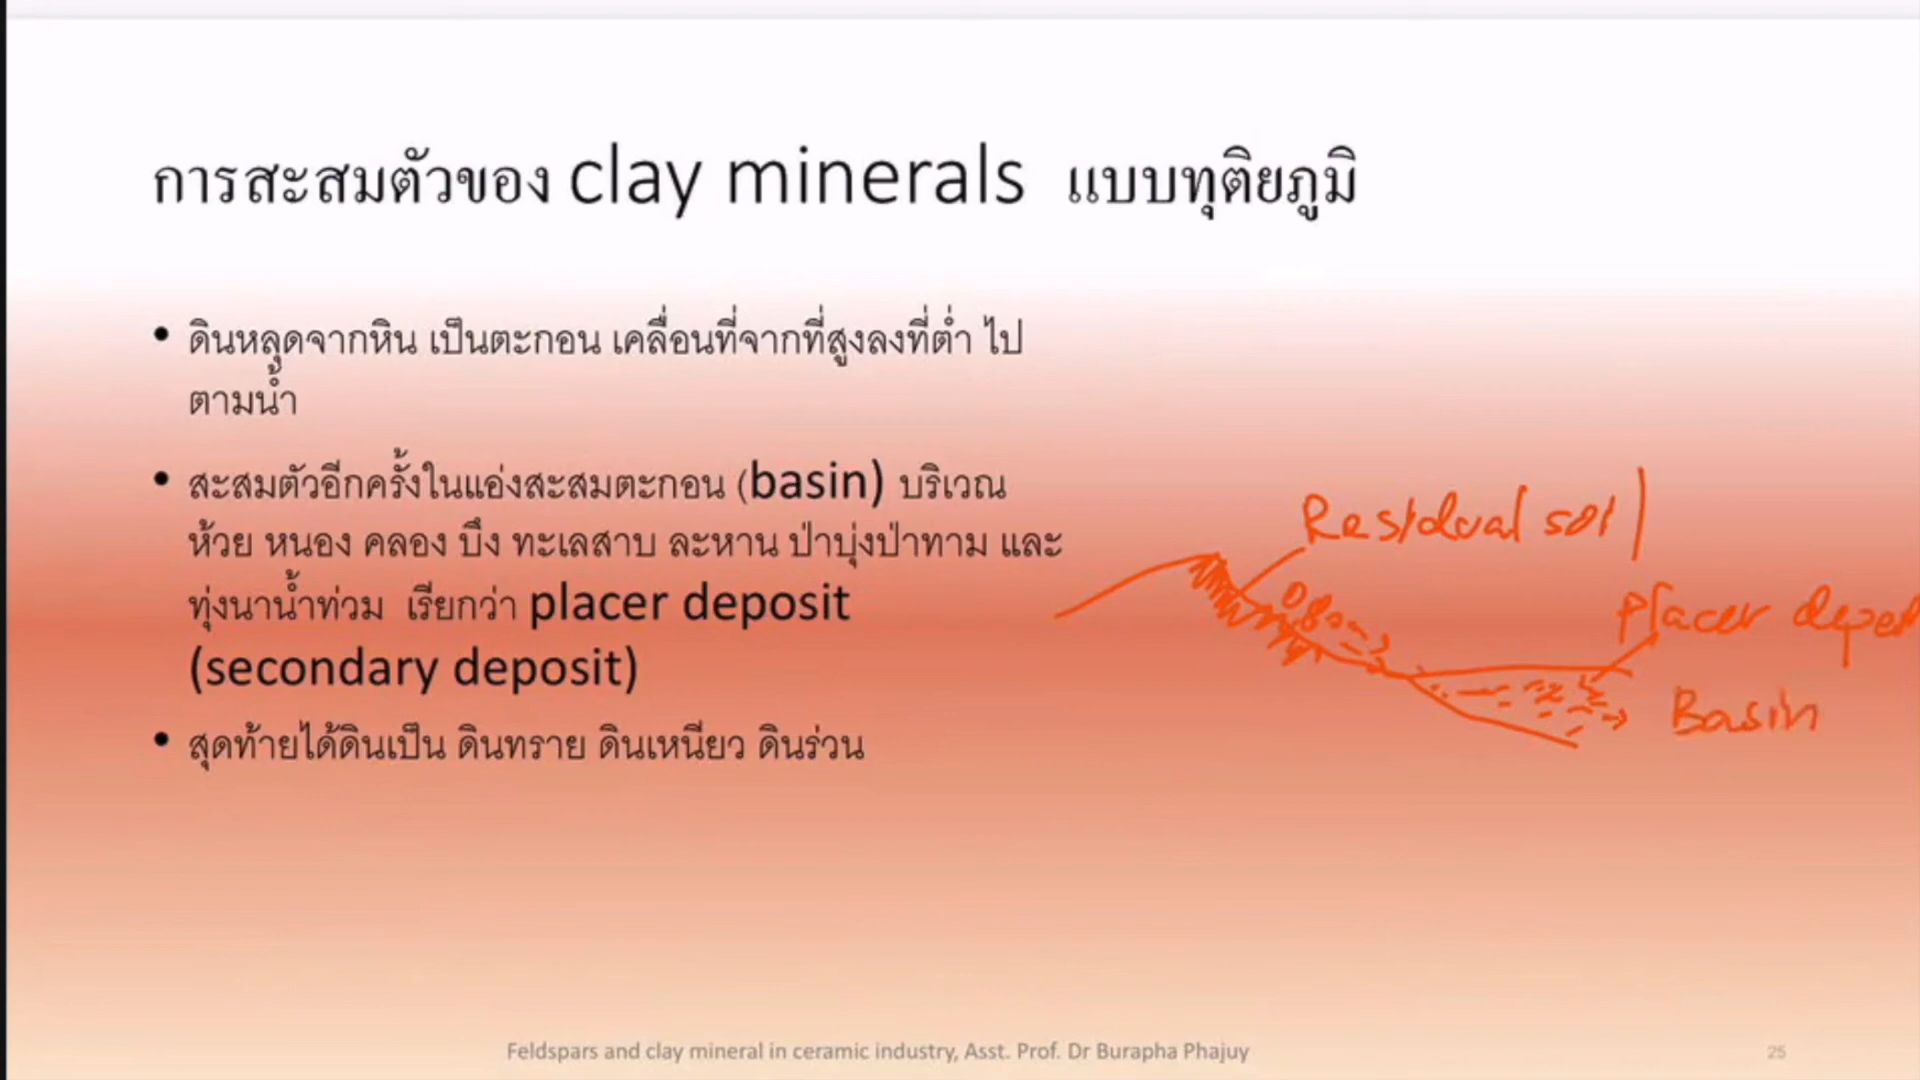 การสะสมตัวของ clay minerals แบบทุติยภูมิ
• ดินหลุดจากหิน เป็นตะกอน เคลื่อนที่จากที่สูงลงที่ต่ำ ไป
ตามน้ำ
• สะสมตัวอีกครั้งในแอ่งสะสมตะกอน (basin) บริเวณ
ห้วย หนอง คลอง บึง ทะเลสาบ ละหาน ป่าบุ่งป่าทาม และ
ทุ่งนาน้ำท่วม เรียกว่า placer deposit
(secondary deposit)
• สุดท้ายได้ดินเป็น ดินทราย ดินเหนียว ดินร่วน
Residual soil
Placer depest
Basin
Feldspars and clay mineral in ceramic industry, Asst. Prof. Dr Burapha Phajuy
25